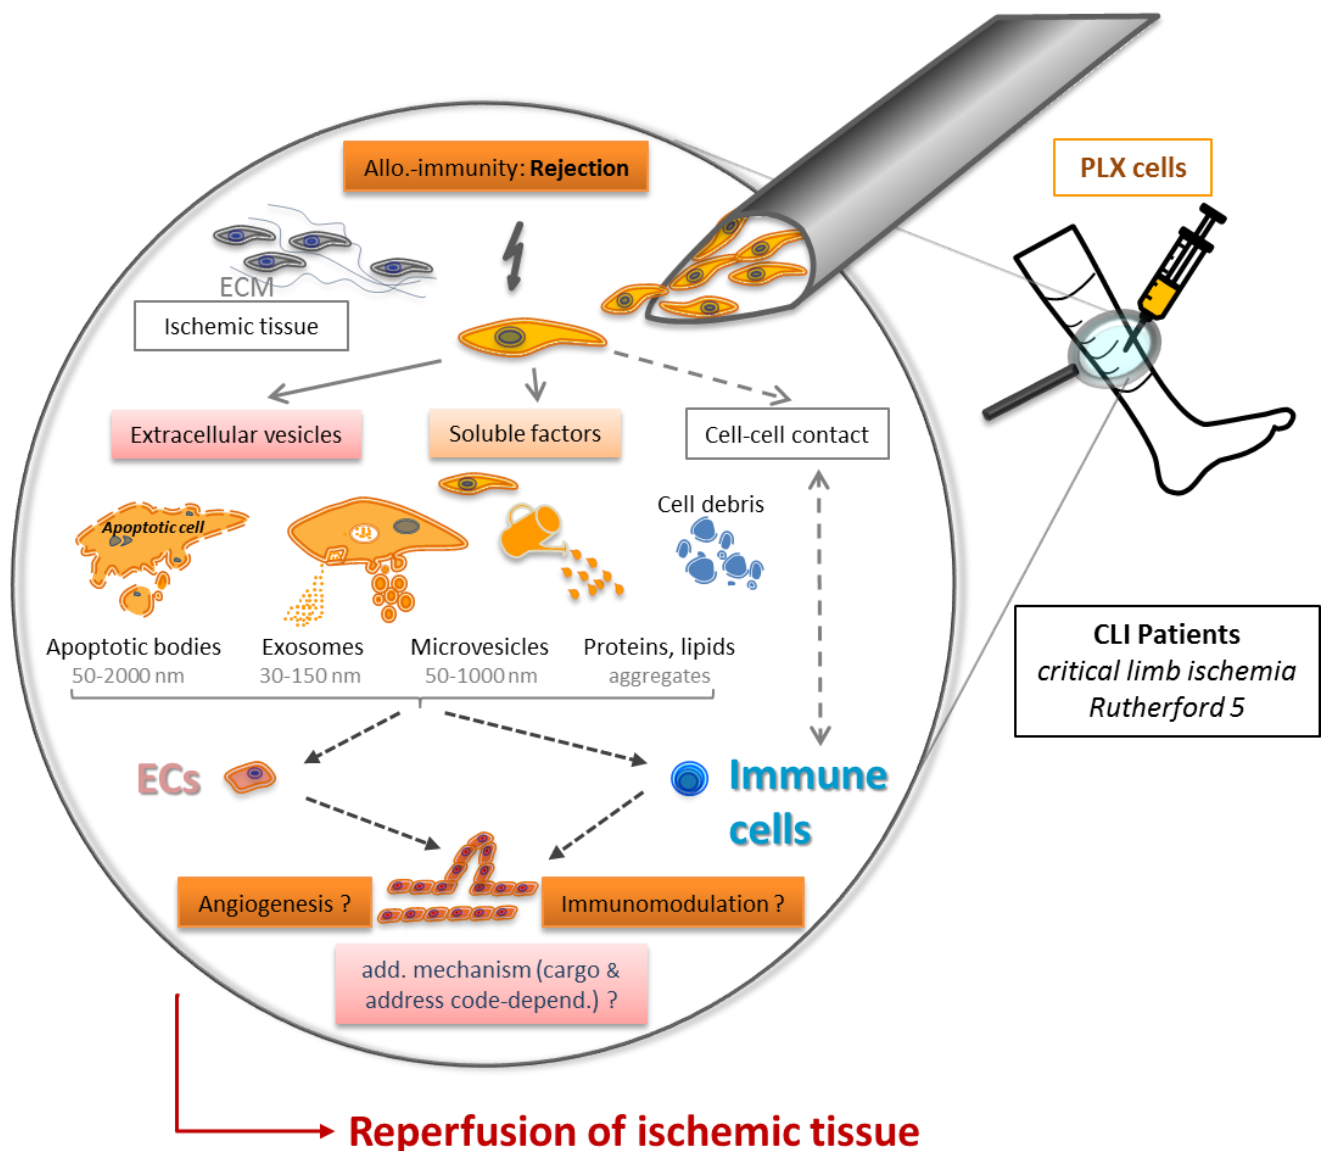 Allo.-immunity: Rejection
PLX cells
ECM
Ischemic tissue
Extracellular vesicles
Soluble factors
Cell-cell contact
Apoptotic cell
Cell debris
Apoptotic bodies
50-2000 nm
Exosomes
30-150 nm
Microvesicles
50-1000 nm
Proteins, lipids
aggregates
CLI Patients
critical limb ischemia
Rutherford 5
ECs
Immune
cells
Angiogenesis ?
Immunomodulation ?
add. mechanism (cargo &
address code-depend.) ?
Reperfusion of ischemic tissue